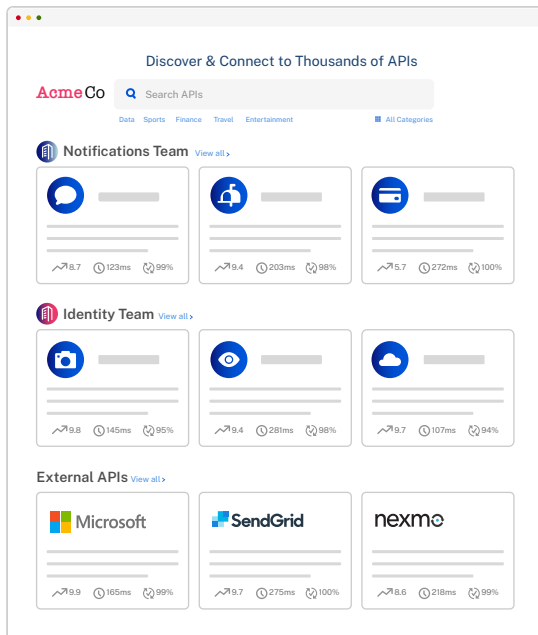 Discover & Connect to Thousands of APIs
Acme Co
Search APIs
Data Sports Finance Travel Entertainment All Categories
Notifications Team View all >
8.7 123ms 99% 9.4 203ms 98% 5.7 272ms 100%
Identity Team View all >
9.8 145ms 95% 9.4 281ms 98% 9.7 107ms 94%
External APIs View all >
Microsoft SendGrid nexmo
9.9 165ms 99% 9.7 275ms 100% 8.6 218ms 99%